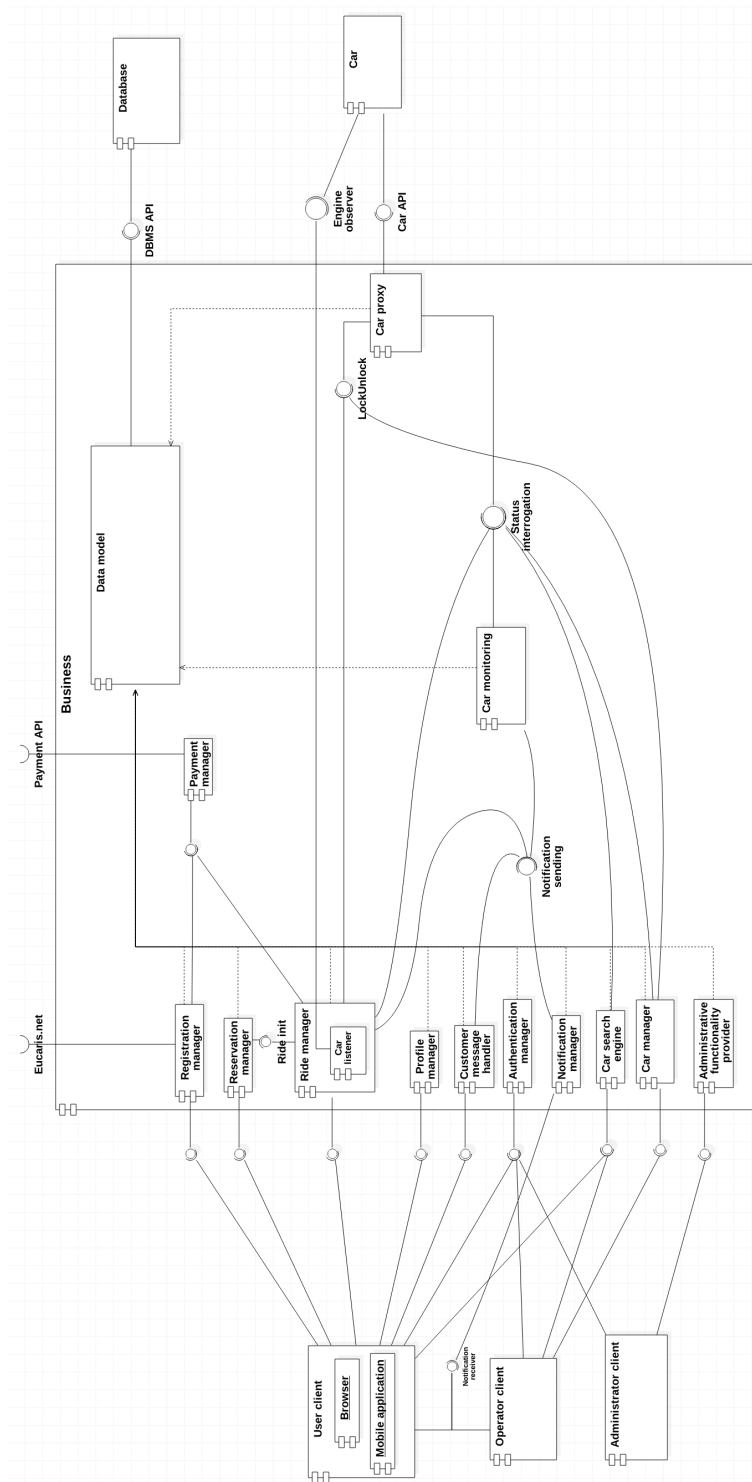 User client
Browser
Mobile application
Notification
receiver
Operator client
Administrator client
Eucaris.net
Registration
manager
Reservation
manager
Ride init
Ride manager
Car
listener
Profile
manager
Customer
message
handler
Authentication
manager
Notification
manager
Car search
engine
Car manager
Administrative
functionality
provider
Payment API
Payment
manager
Notification
sending
Business
Data model
Car monitoring
Status
interrogation
LockUnlock
Car proxy
DBMS API
Engine
observer
Car API
Database
Car